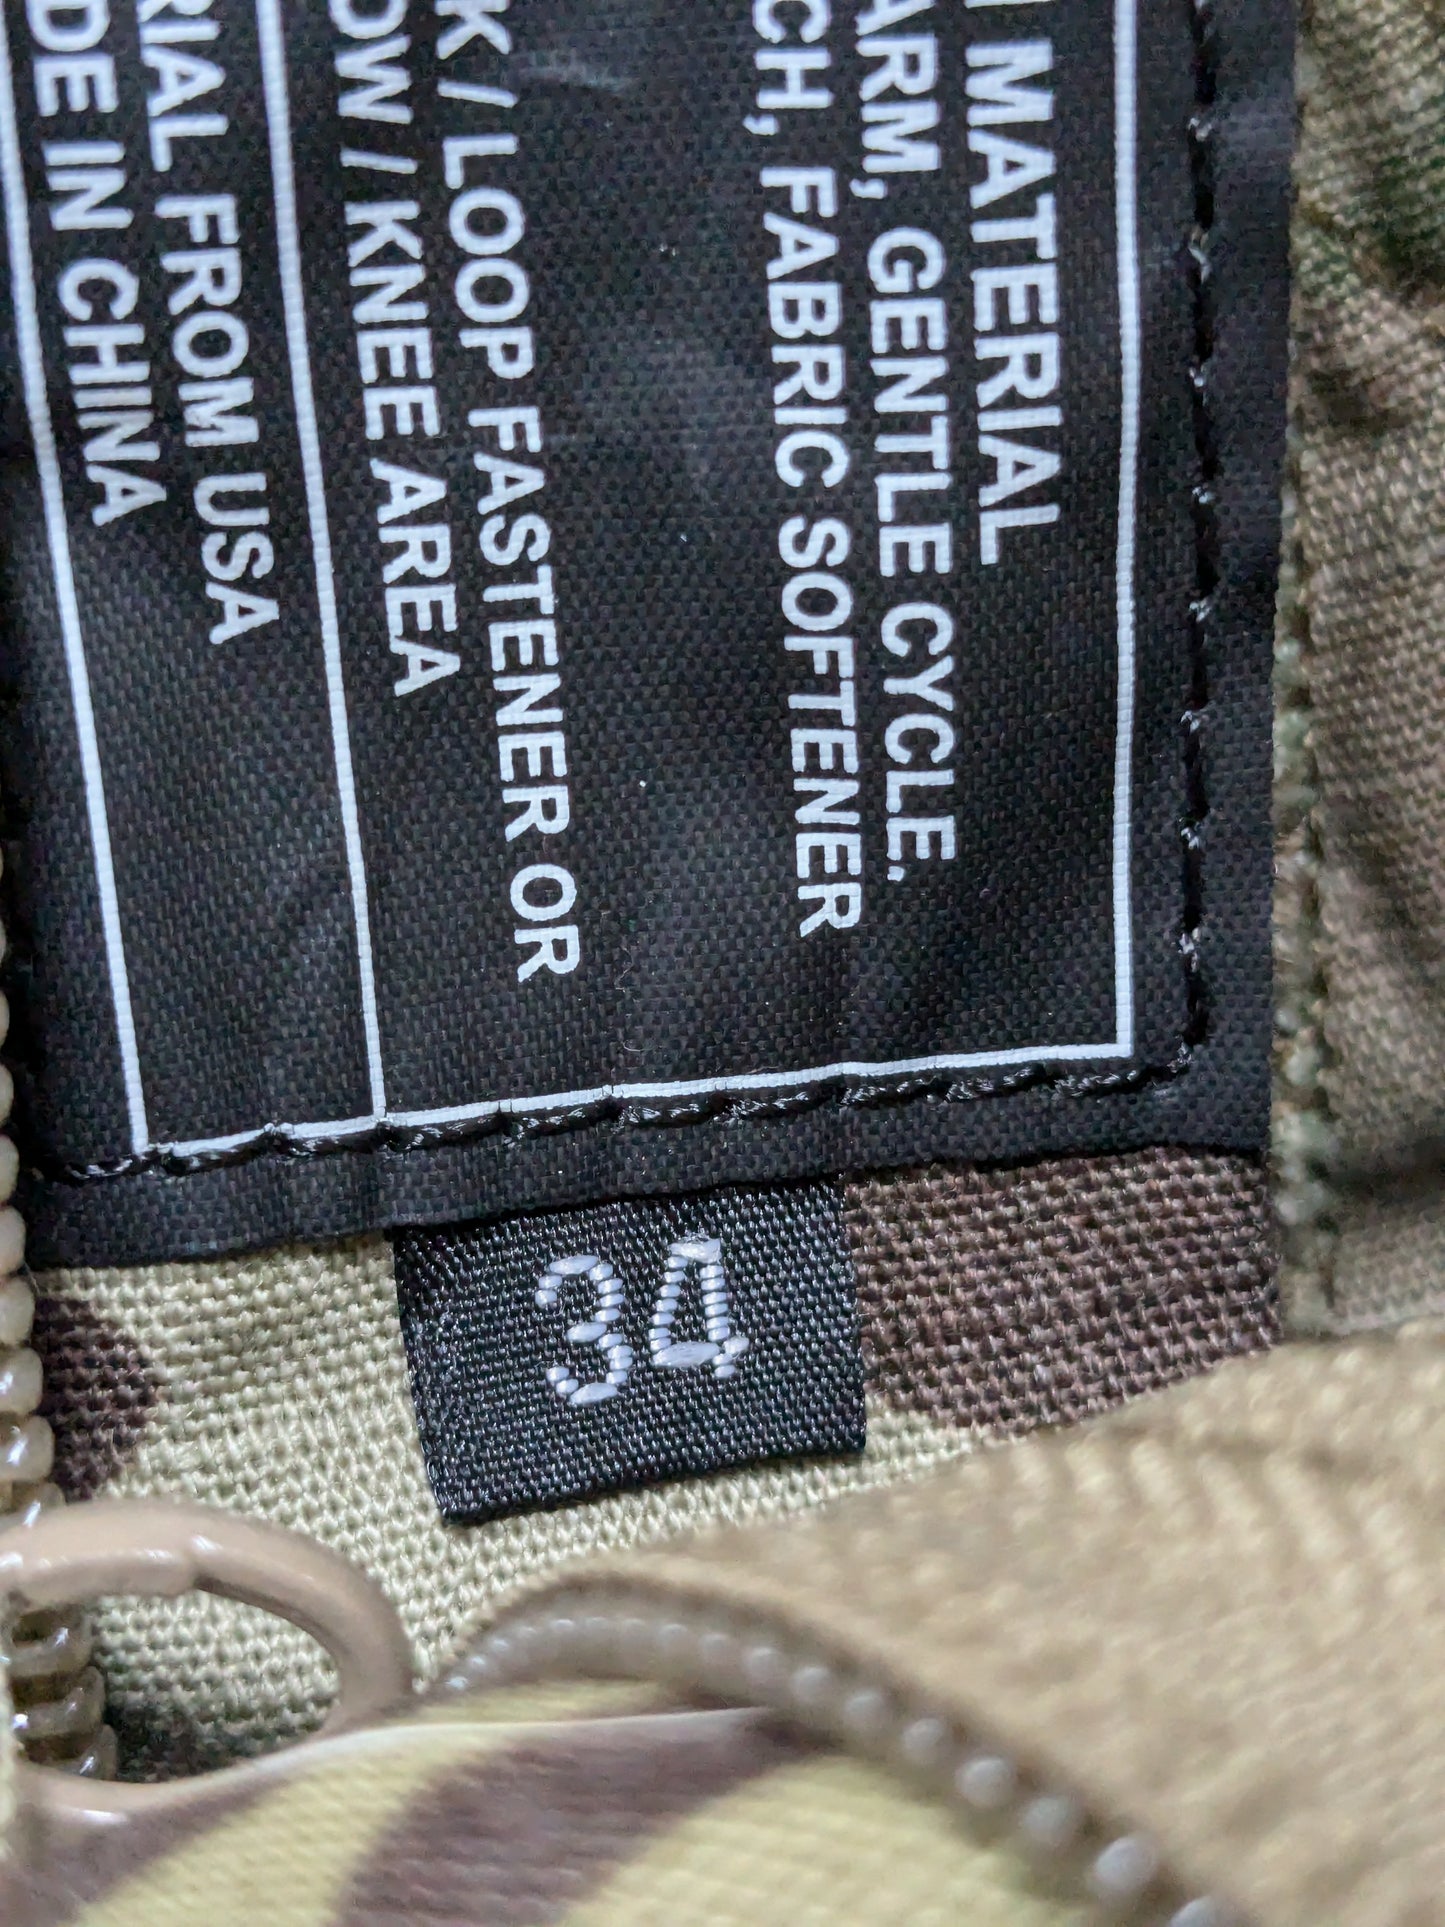 MATERIAL
ARM, GENTLE CYCLE,
CH, FABRIC SOFTENER
K / LOOP FASTENER OR
OW / KNEE AREA
RIAL FROM USA
DE IN CHINA
34